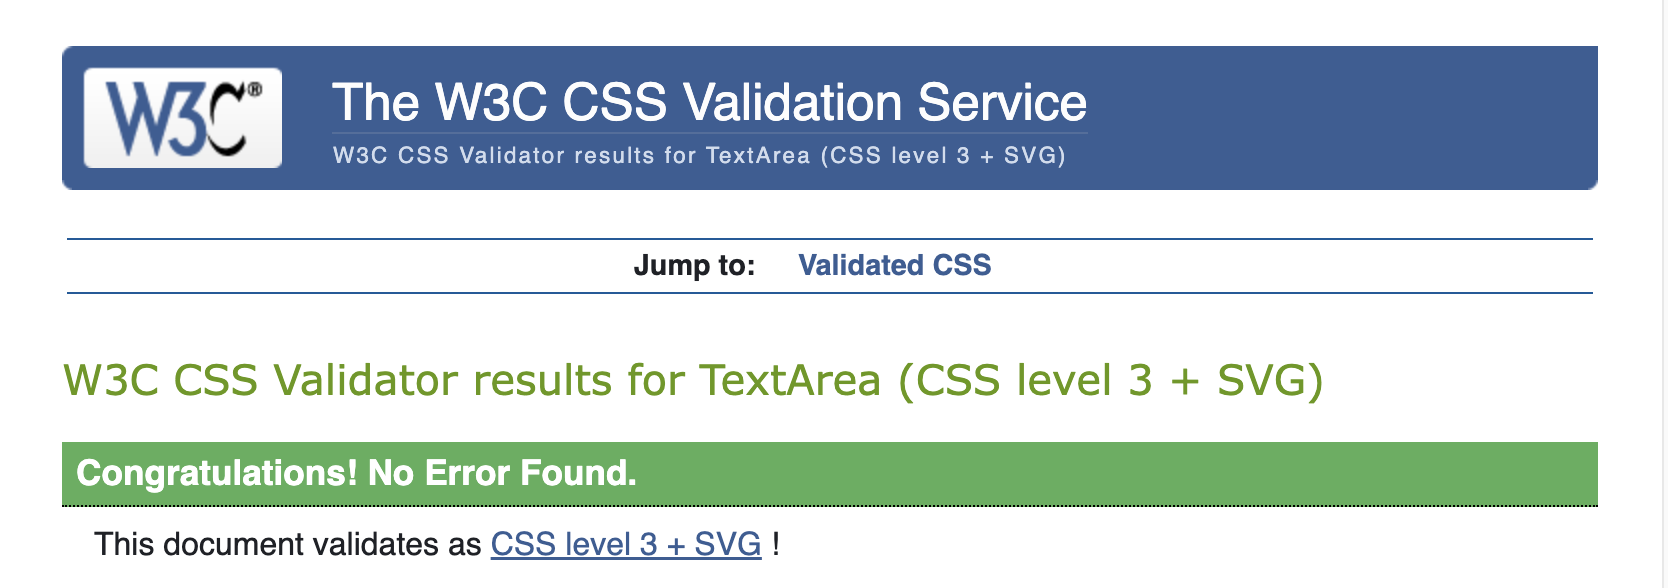 W3C®
The W3C CSS Validation Service
W3C CSS Validator results for TextArea (CSS level 3 + SVG)
Jump to: Validated CSS
W3C CSS Validator results for TextArea (CSS level 3 + SVG)
Congratulations! No Error Found.
This document validates as CSS level 3 + SVG !